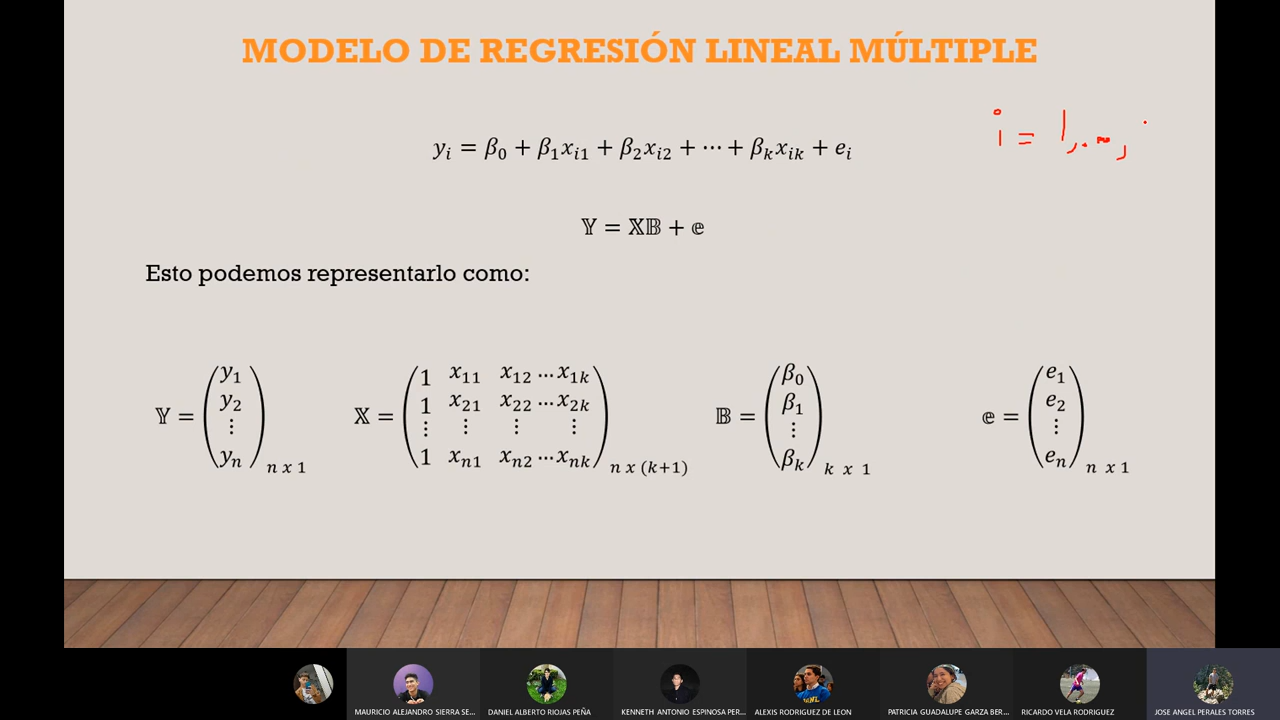 MODELO DE REGRESIÓN LINEAL MÚLTIPLE
i = 1, ..,
yᵢ = β₀ + β₁xᵢ₁ + β₂xᵢ₂ + ⋯ + βₖxᵢₖ + eᵢ
𝕐 = 𝕏𝔹 + 𝕖
Esto podemos representarlo como:
𝕐 = (y₁ y₂ ⋮ yₙ) n x 1
𝕏 = (1 x₁₁ x₁₂ … x₁ₖ 1 x₂₁ x₂₂ … x₂ₖ ⋮ ⋮ ⋮ ⋮ 1 xₙ₁ xₙ₂ ⋯ xₙₖ) n x (k+1)
𝔹 = (β₀ β₁ ⋮ βₖ) k x 1
𝕖 = (e₁ e₂ ⋮ eₙ) n x 1
MAURICIO ALEJANDRO SIERRA SE...
DANIEL ALBERTO RIOJAS PEÑA
KENNETH ANTONIO ESPINOSA PER...
ALEXIS RODRIGUEZ DE LEON
PATRICIA GUADALUPE GARZA BER...
RICARDO VELA RODRIGUEZ
JOSE ANGEL PERALES TORRES